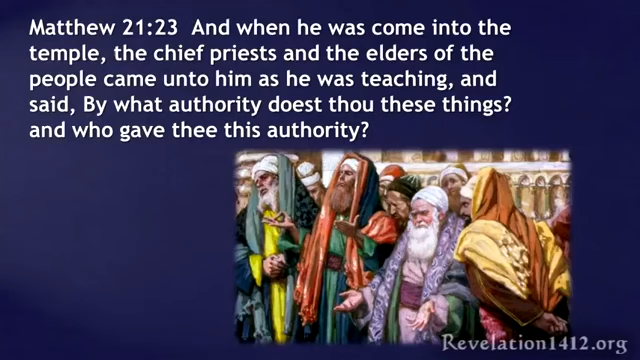 Matthew 21:23  And when he was come into the
temple, the chief priests and the elders of the
people came unto him as he was teaching, and
said, By what authority doest thou these things?
and who gave thee this authority?
Revelation1412.org